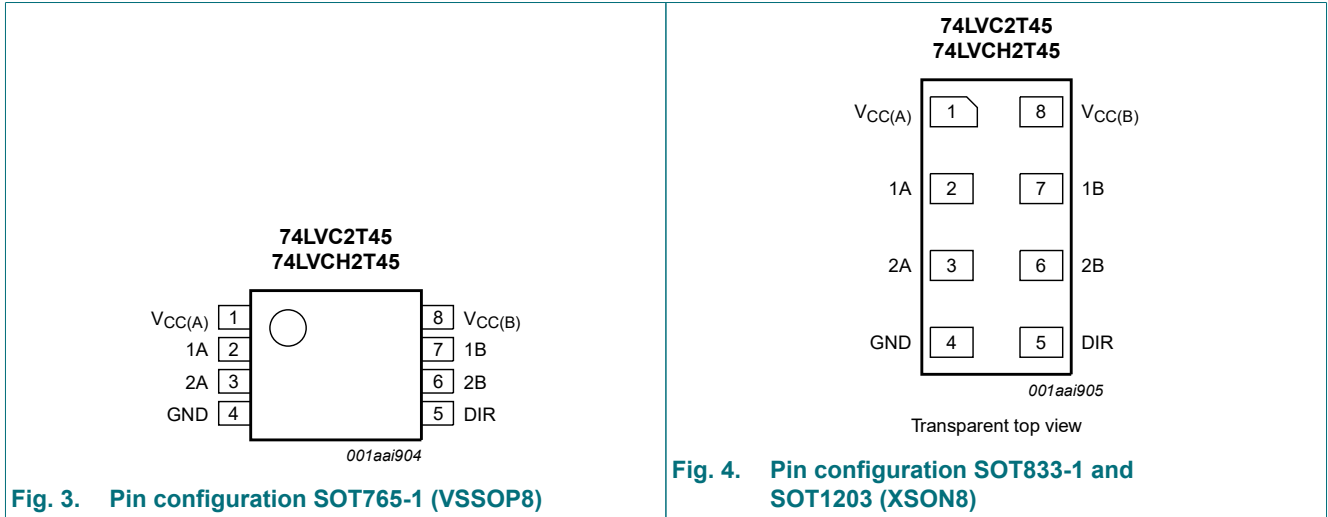 74LVC2T45
74LVCH2T45
VCC(A) 1 8 VCC(B)
1A 2 7 1B
2A 3 6 2B
GND 4 5 DIR
001aai904
Fig. 3. Pin configuration SOT765-1 (VSSOP8)
74LVC2T45
74LVCH2T45
VCC(A) 1 8 VCC(B)
1A 2 7 1B
2A 3 6 2B
GND 4 5 DIR
001aai905
Transparent top view
Fig. 4. Pin configuration SOT833-1 and
SOT1203 (XSON8)